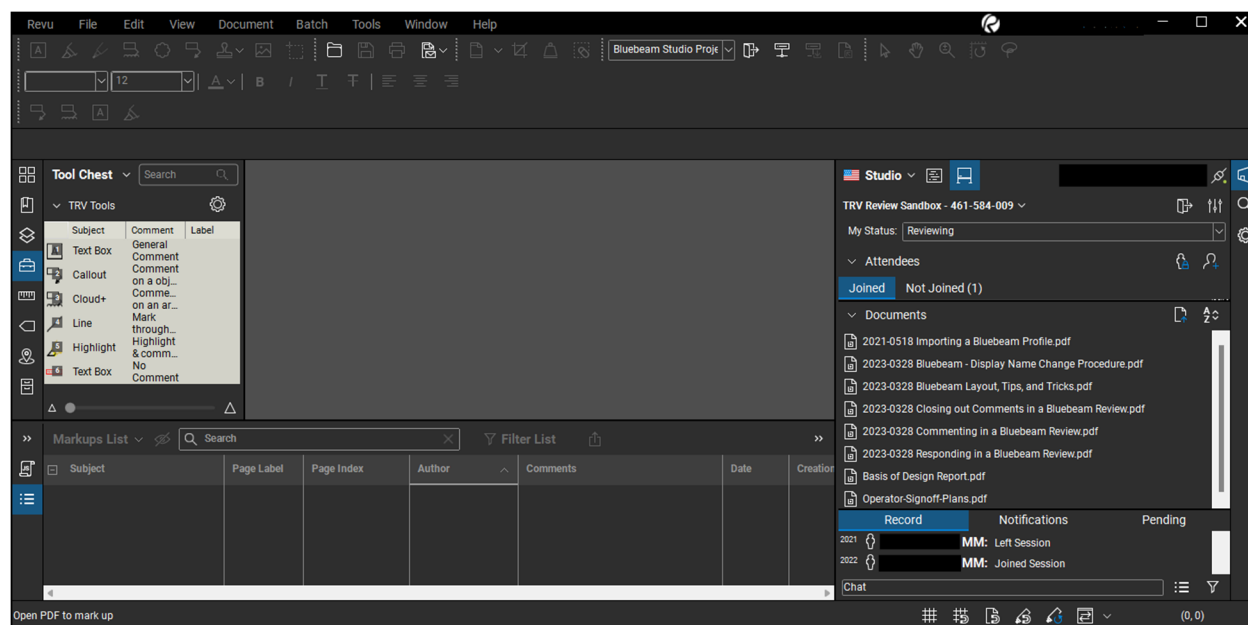 Revu File Edit View Document Batch Tools Window Help
Bluebeam Studio Proje
12
Tool Chest Search
TRV Tools
Subject Comment Label
Text Box General Comment
Callout Comment on a obj...
Cloud+ Comme... on an ar...
Line Mark through...
Highlight Highlight & comm...
Text Box No Comment
Studio
TRV Review Sandbox - 461-584-009
My Status: Reviewing
Attendees
Joined Not Joined (1)
Documents
2021-0518 Importing a Bluebeam Profile.pdf
2023-0328 Bluebeam - Display Name Change Procedure.pdf
2023-0328 Bluebeam Layout, Tips, and Tricks.pdf
2023-0328 Closing out Comments in a Bluebeam Review.pdf
2023-0328 Commenting in a Bluebeam Review.pdf
2023-0328 Responding in a Bluebeam Review.pdf
Basis of Design Report.pdf
Operator-Signoff-Plans.pdf
Record Notifications Pending
2021 MM: Left Session
2022 MM: Joined Session
Chat
Markups List Search Filter List
Subject Page Label Page Index Author Comments Date Creation
Open PDF to mark up (0, 0)